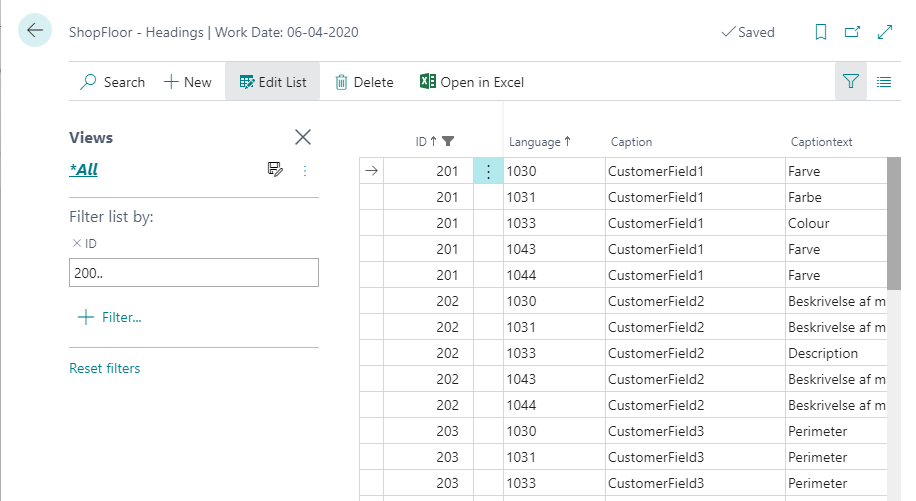 ShopFloor - Headings | Work Date: 06-04-2020
Saved
Search
New
Edit List
Delete
Open in Excel
Views
*All
Filter list by:
ID
200..
Filter...
Reset filters
ID Language Caption Captiontext
201 1030 CustomerField1 Farve
201 1031 CustomerField1 Farbe
201 1033 CustomerField1 Colour
201 1043 CustomerField1 Farve
201 1044 CustomerField1 Farve
202 1030 CustomerField2 Beskrivelse af m
202 1031 CustomerField2 Beskrivelse af m
202 1033 CustomerField2 Description
202 1043 CustomerField2 Beskrivelse af m
202 1044 CustomerField2 Beskrivelse af m
203 1030 CustomerField3 Perimeter
203 1031 CustomerField3 Perimeter
203 1033 CustomerField3 Perimeter